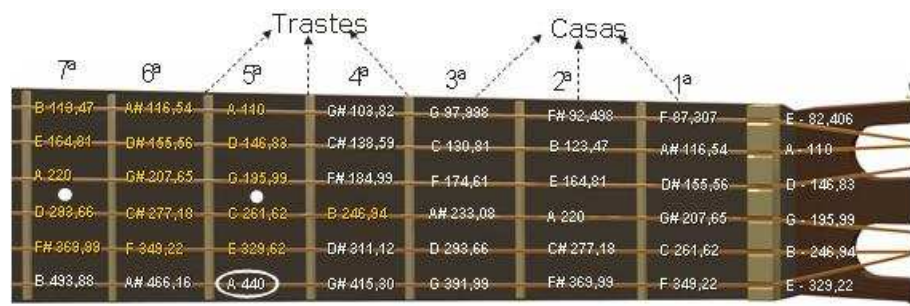 Trastes Casas
7ª 6ª 5ª 4ª 3ª 2ª 1ª
B 113,47 A# 116,54 A 110 G# 103,82 G 97,998 F# 92,498 F 87,307 E - 82,406
E 164,81 D# 155,56 D 146,83 C# 138,59 C 130,81 B 123,47 A# 116,54 A - 110
A 220 G# 207,65 G 195,99 F# 184,99 F 174,61 E 164,81 D# 155,56 D - 146,83
D 293,66 C# 277,18 C 261,62 B 246,94 A# 233,08 A 220 G# 207,65 G - 195,99
F# 369,99 F 349,22 E 329,62 D# 311,12 D 293,66 C# 277,18 C 261,62 B - 246,94
B 493,88 A# 466,16 A 440 G# 415,30 G 391,99 F# 369,99 F 349,22 E - 329,22